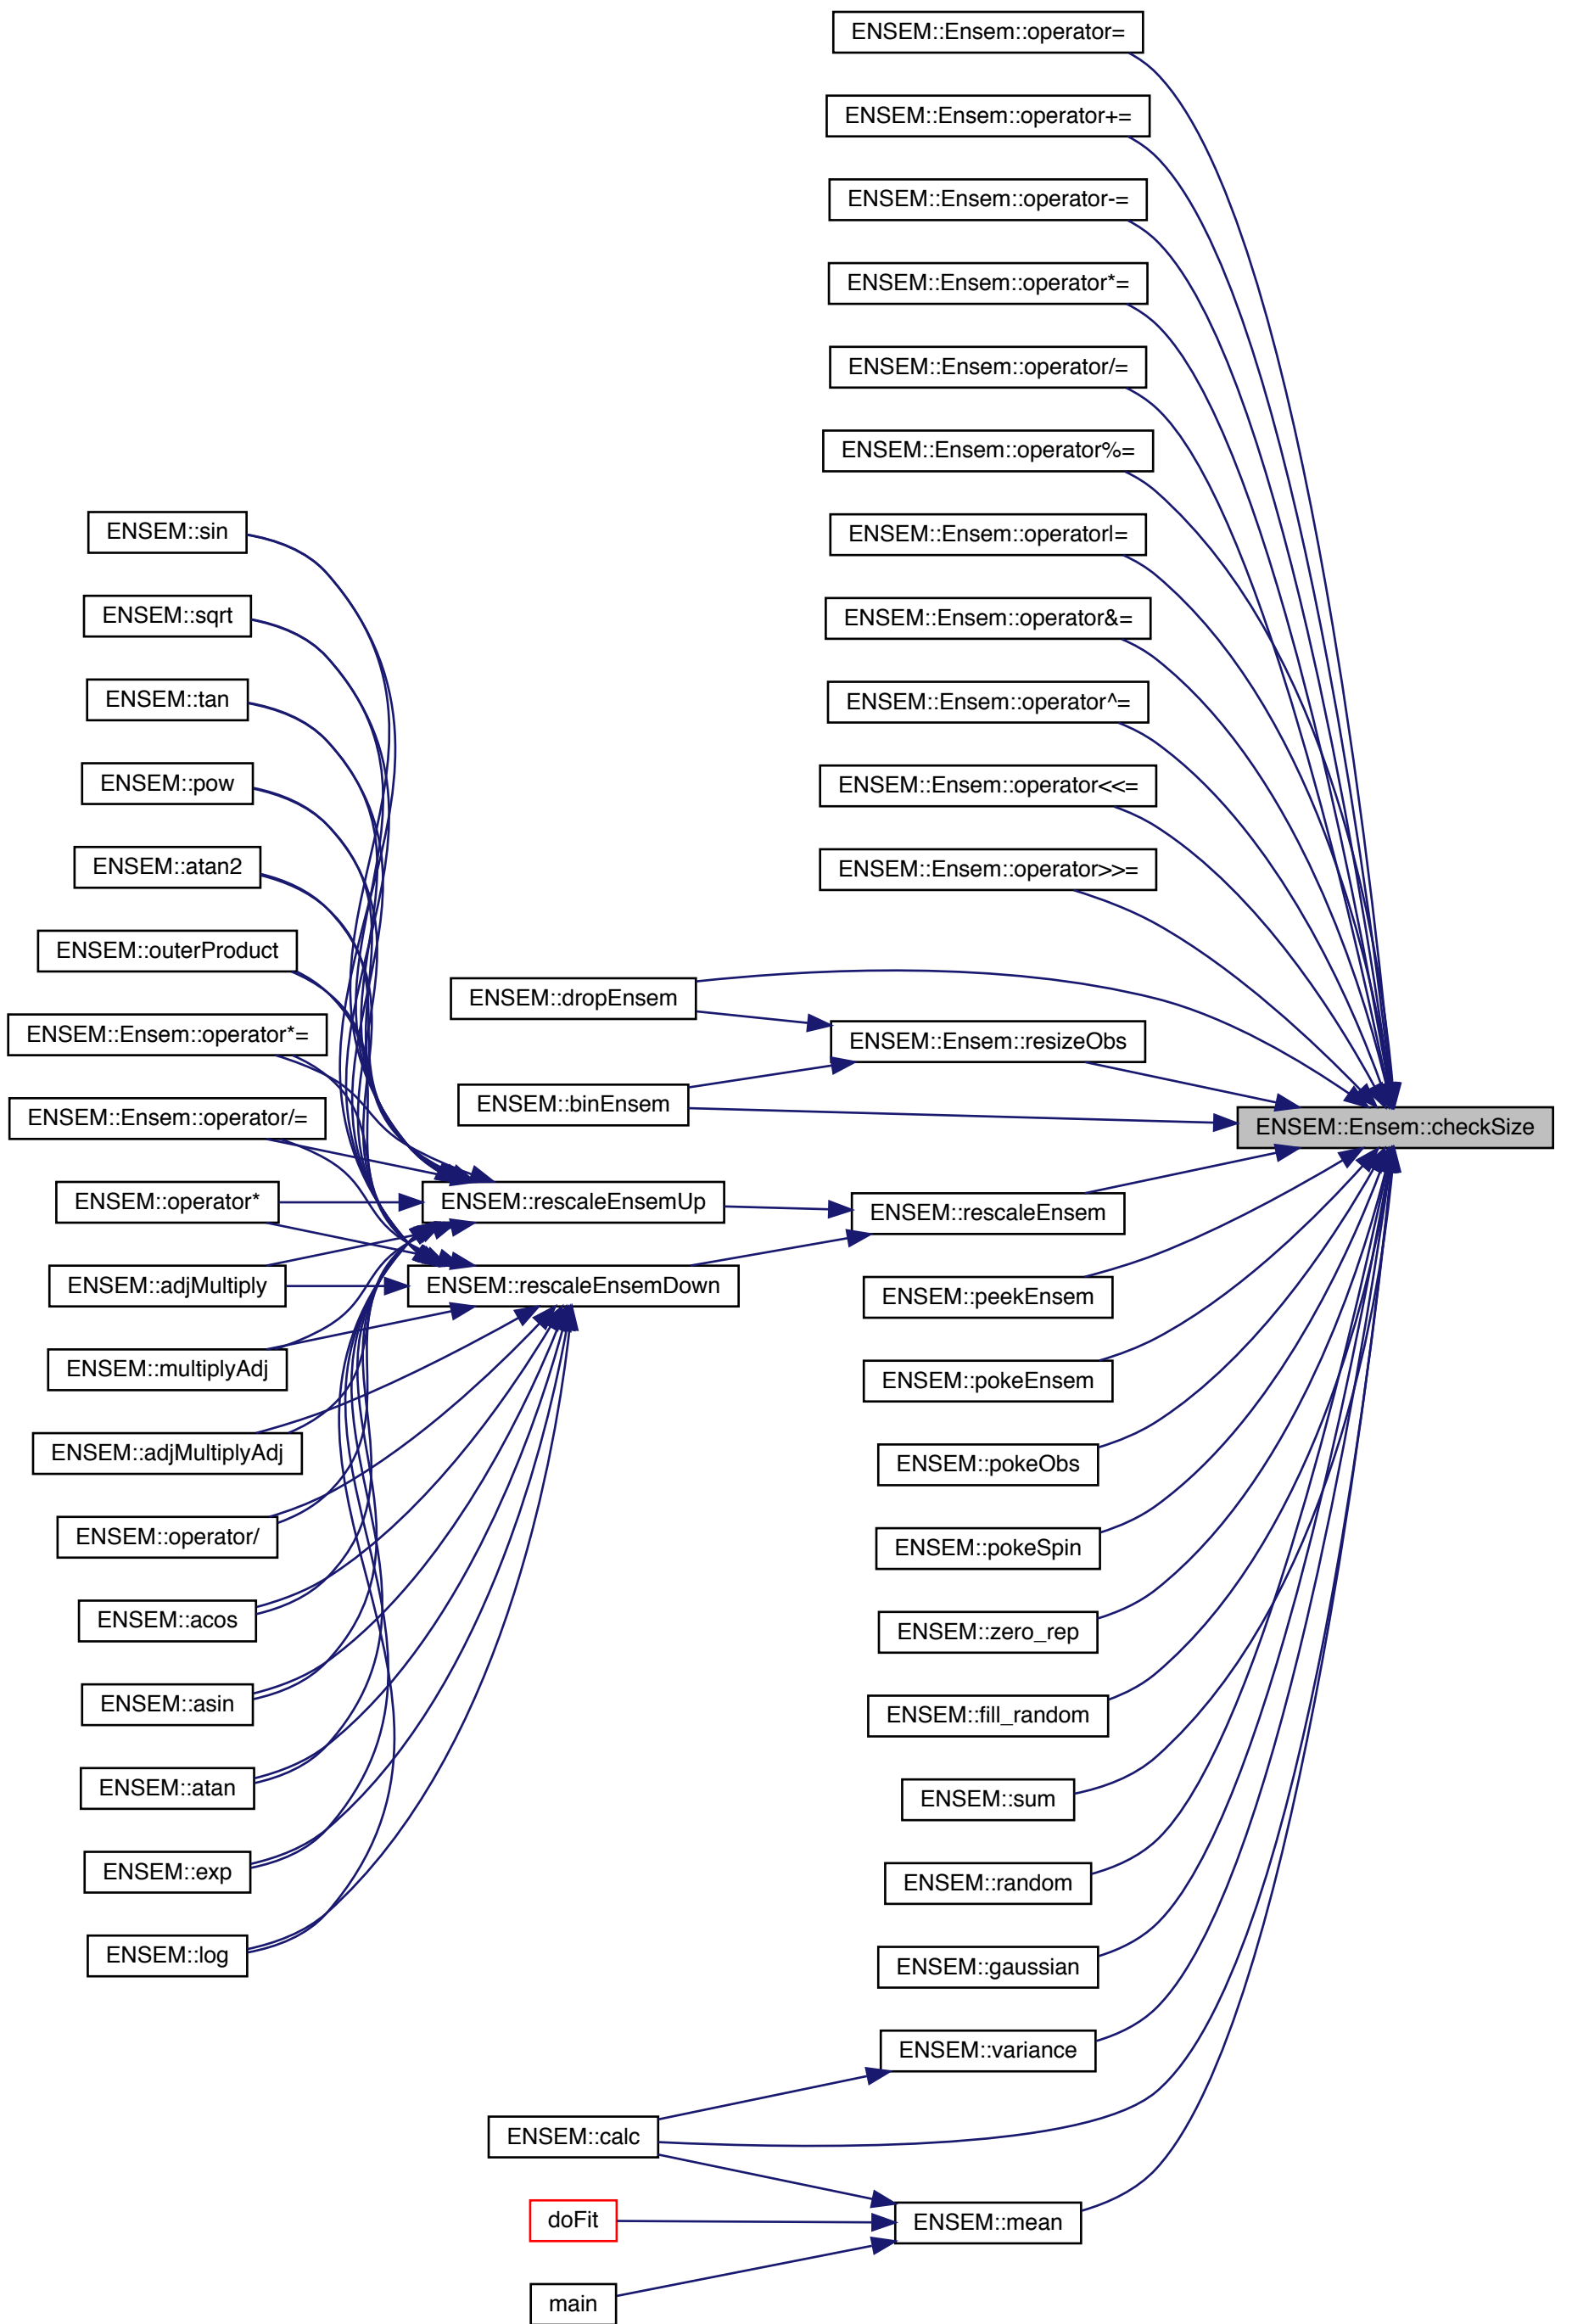 ENSEM::Ensem::operator=
ENSEM::Ensem::operator+=
ENSEM::Ensem::operator-=
ENSEM::Ensem::operator*=
ENSEM::Ensem::operator/=
ENSEM::Ensem::operator%=
ENSEM::Ensem::operator|=
ENSEM::Ensem::operator&=
ENSEM::Ensem::operator^=
ENSEM::Ensem::operator<<=
ENSEM::Ensem::operator>>=
ENSEM::sin
ENSEM::sqrt
ENSEM::tan
ENSEM::pow
ENSEM::atan2
ENSEM::outerProduct
ENSEM::Ensem::operator*=
ENSEM::Ensem::operator/=
ENSEM::operator*
ENSEM::adjMultiply
ENSEM::multiplyAdj
ENSEM::adjMultiplyAdj
ENSEM::operator/
ENSEM::acos
ENSEM::asin
ENSEM::atan
ENSEM::exp
ENSEM::log
ENSEM::dropEnsem
ENSEM::binEnsem
ENSEM::rescaleEnsemUp
ENSEM::rescaleEnsemDown
ENSEM::Ensem::resizeObs
ENSEM::Ensem::checkSize
ENSEM::rescaleEnsem
ENSEM::peekEnsem
ENSEM::pokeEnsem
ENSEM::pokeObs
ENSEM::pokeSpin
ENSEM::zero_rep
ENSEM::fill_random
ENSEM::sum
ENSEM::random
ENSEM::gaussian
ENSEM::variance
ENSEM::calc
ENSEM::mean
doFit
main